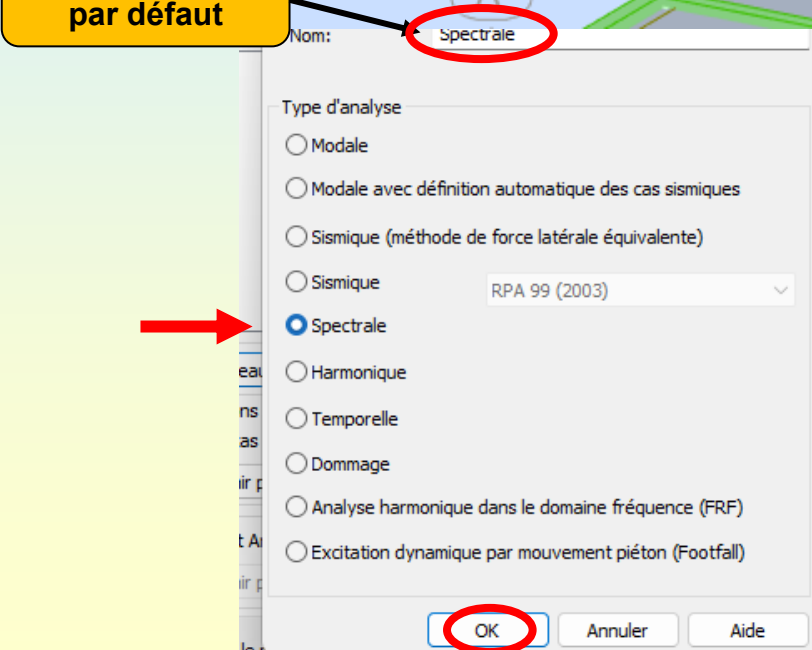 par défaut
Nom: Spectrale
Type d'analyse
Modale
Modale avec définition automatique des cas sismiques
Sismique (méthode de force latérale équivalente)
Sismique RPA 99 (2003)
Spectrale
Harmonique
Temporelle
Dommage
Analyse harmonique dans le domaine fréquence (FRF)
Excitation dynamique par mouvement piéton (Footfall)
OK Annuler Aide